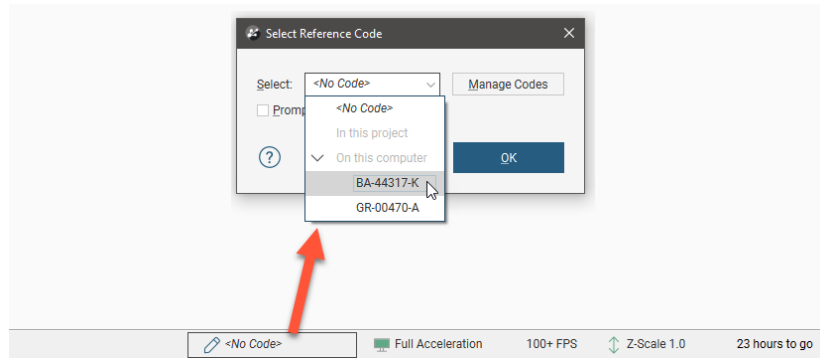 Select Reference Code
Select: <No Code> Manage Codes
<No Code>
In this project
On this computer
OK
BA-44317-K
GR-00470-A
<No Code> Full Acceleration 100+ FPS Z-Scale 1.0 23 hours to go